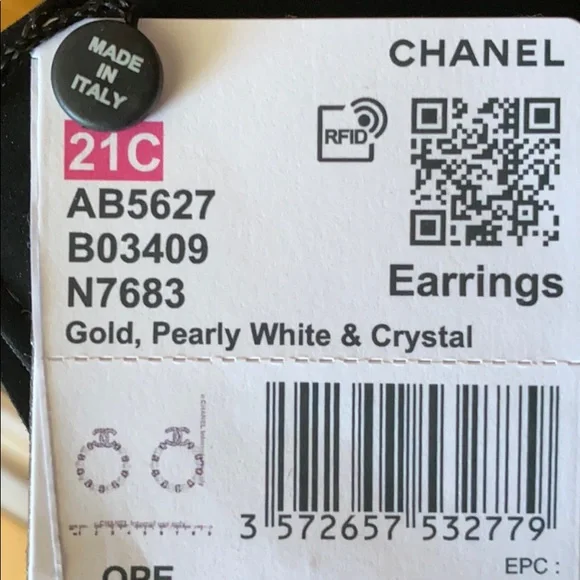 MADE
IN
ITALY
CHANEL
RFID
21C
AB5627
B03409
N7683
Earrings
Gold, Pearly White & Crystal
3 572657 532779
EPC :